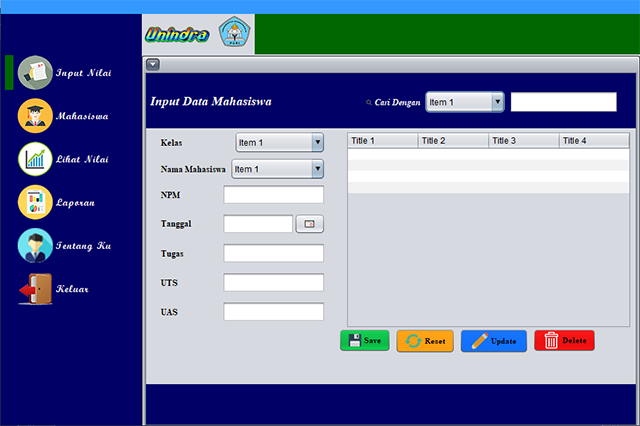 Unindra
PGRI
Input Nilai
Mahasiswa
Lihat Nilai
Laporan
Tentang Ku
Keluar
Input Data Mahasiswa
Cari Dengan
Item 1
Kelas
Item 1
Nama Mahasiswa
Item 1
NPM
Tanggal
Tugas
UTS
UAS
Title 1 Title 2 Title 3 Title 4
Save Reset Update Delete